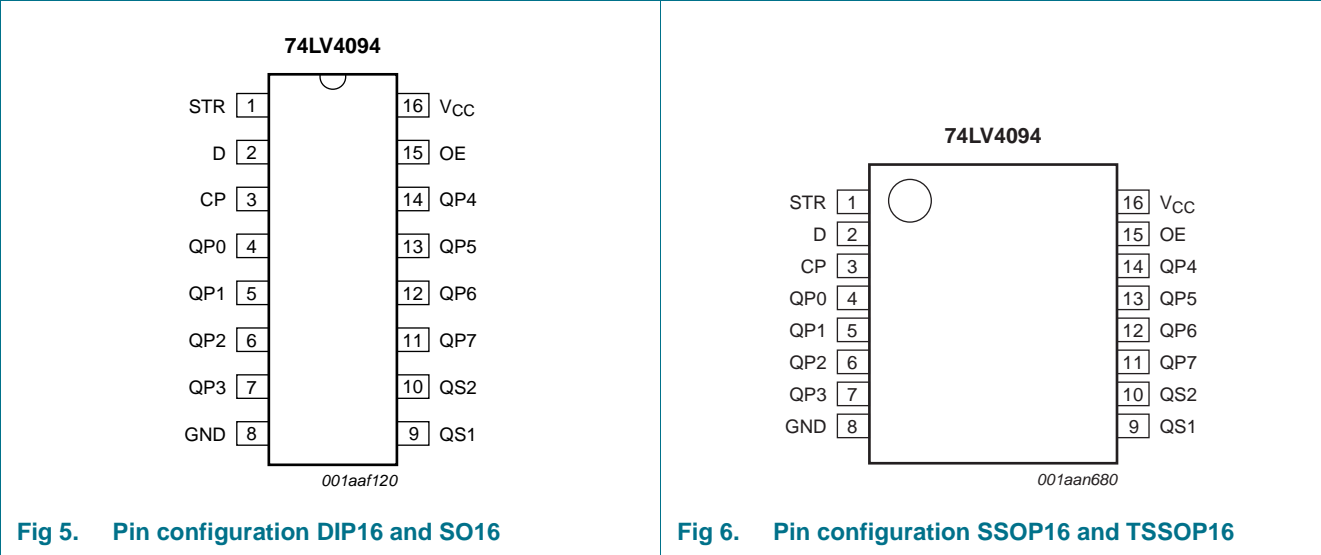 74LV4094
STR 1 16 VCC
D 2 15 OE
CP 3 14 QP4
QP0 4 13 QP5
QP1 5 12 QP6
QP2 6 11 QP7
QP3 7 10 QS2
GND 8 9 QS1
001aaf120
Fig 5. Pin configuration DIP16 and SO16
74LV4094
STR 1 16 VCC
D 2 15 OE
CP 3 14 QP4
QP0 4 13 QP5
QP1 5 12 QP6
QP2 6 11 QP7
QP3 7 10 QS2
GND 8 9 QS1
001aan680
Fig 6. Pin configuration SSOP16 and TSSOP16